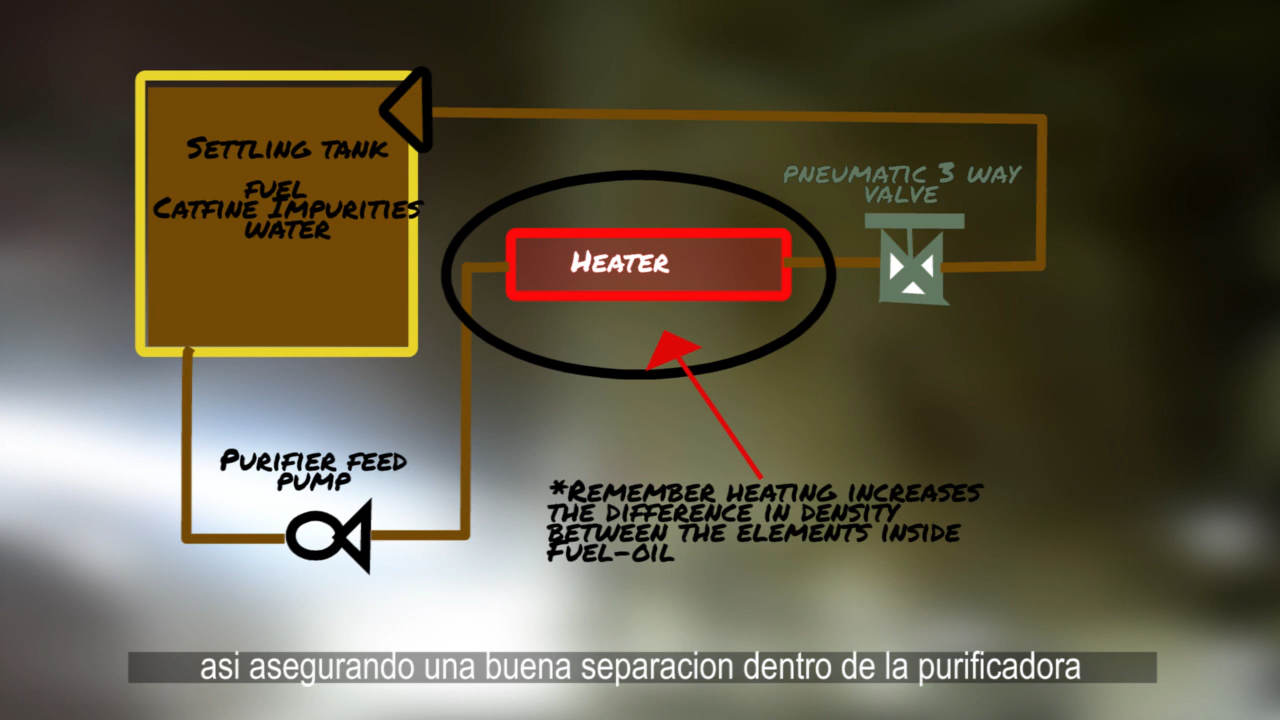 SETTLING TANK
FUEL
CATFINE IMPURITIES
WATER
HEATER
PNEUMATIC 3 WAY
VALVE
PURIFIER FEED
PUMP
*REMEMBER HEATING INCREASES
THE DIFFERENCE IN DENSITY
BETWEEN THE ELEMENTS INSIDE
FUEL-OIL
asi asegurando una buena separacion dentro de la purificadora